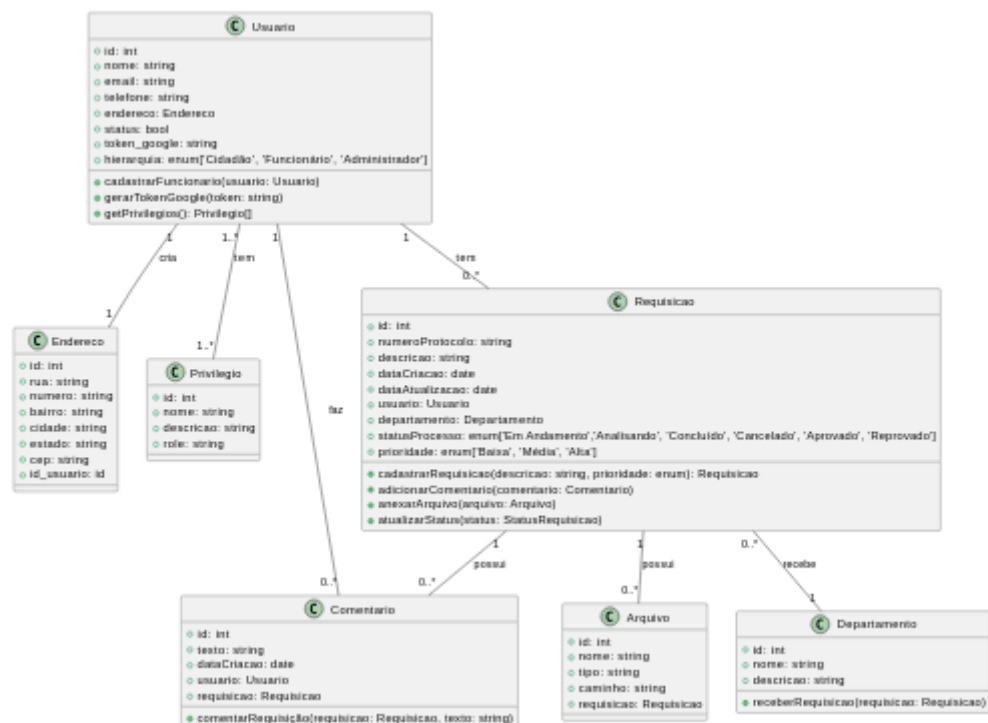 C Usuario
id: int
nome: string
email: string
telefone: string
endereco: Endereco
status: bool
token_google: string
hierarquia: enum['Cidadão', 'Funcionário', 'Administrador']
cadastrarFuncionario(usuario: Usuario)
gerarTokenGoogle(token: string)
getPrivilegios(): Privilegio[]
1
1..*
1
1
cria
tem
tem
0..*
1
1..*
faz
C Endereco
id: int
rua: string
numero: string
bairro: string
cidade: string
estado: string
cep: string
id_usuario: id
C Privilegio
id: int
nome: string
descricao: string
role: string
C Requisicao
id: int
numeroProtocolo: string
descricao: string
dataCriacao: date
dataAtualizacao: date
usuario: Usuario
departamento: Departamento
statusProcesso: enum['Em Andamento','Analisando', 'Concluído', 'Cancelado', 'Aprovado', 'Reprovado']
prioridade: enum['Baixa', 'Média', 'Alta']
cadastrarRequisicao(descricao: string, prioridade: enum): Requisicao
adicionarComentario(comentario: Comentario)
anexarArquivo(arquivo: Arquivo)
atualizarStatus(status: StatusRequisicao)
1
1
0..*
possui
possui
recebe
0..*
0..*
0..*
1
C Comentario
id: int
texto: string
dataCriacao: date
usuario: Usuario
requisicao: Requisicao
comentarRequisição(requisicao: Requisicao, texto: string)
C Arquivo
id: int
nome: string
tipo: string
caminho: string
requisicao: Requisicao
C Departamento
id: int
nome: string
descricao: string
receberRequisicao(requisicao: Requisicao)